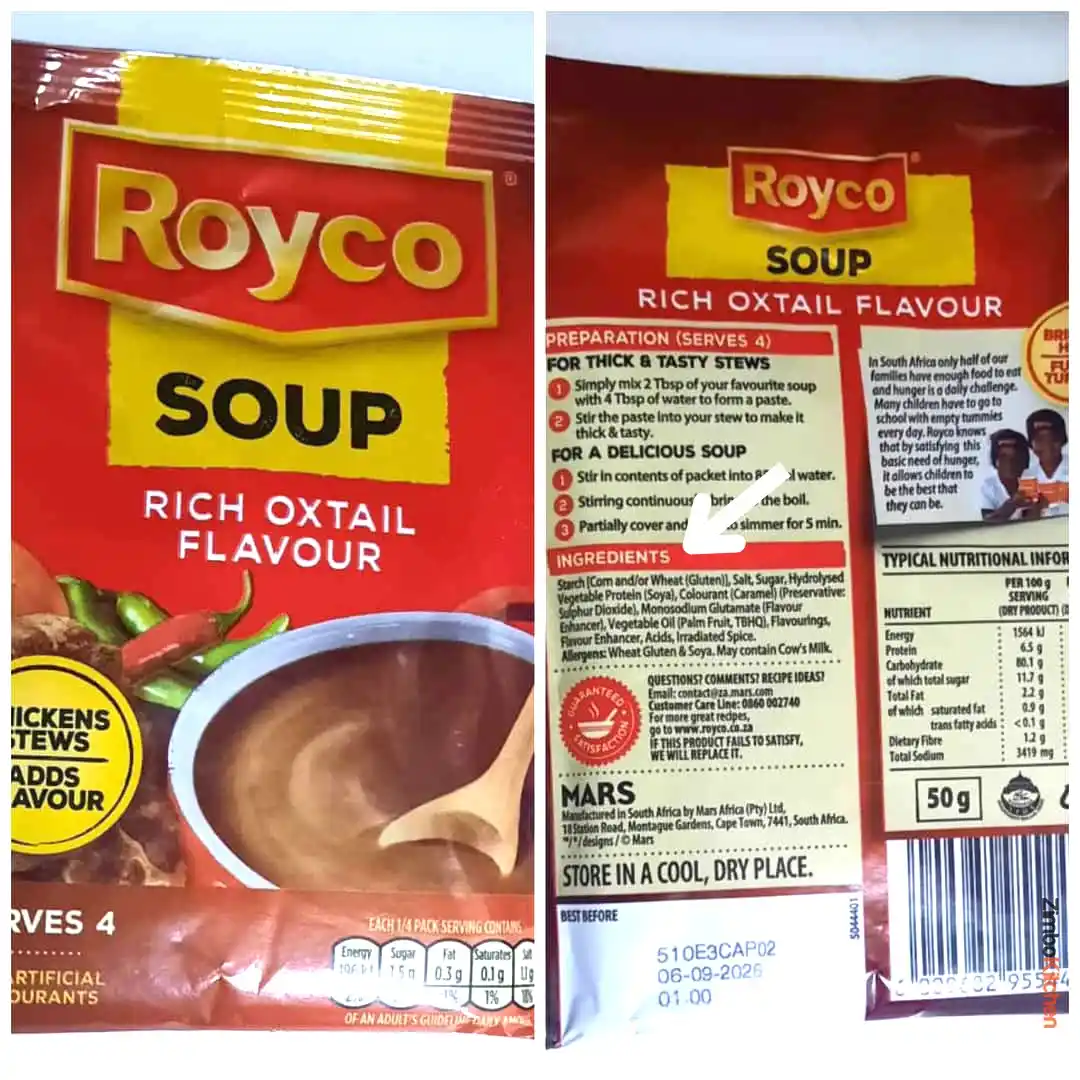 Royco
®
SOUP
RICH OXTAIL
FLAVOUR
HICKENS
STEWS
ADDS
AVOUR
RVES 4
ARTIFICIAL
OURANTS
EACH 1/4 PACK SERVING CONTAINS
Energy Sugar Fat Saturates
0.3 g 0.1 g
1% 1%
OF AN ADULT'S GUIDELINE DAILY
Royco
®
SOUP
RICH OXTAIL FLAVOUR
PREPARATION (SERVES 4)
FOR THICK & TASTY STEWS
1 Simply mix 2 Tbsp of your favourite soup
with 4 Tbsp of water to form a paste.
2 Stir the paste into your stew to make it
thick & tasty.
FOR A DELICIOUS SOUP
1 Stir in contents of packet into water.
2 Stirring continuous the boil.
3 Partially cover and simmer for 5 min.
INGREDIENTS
Starch [Corn and/or Wheat (Gluten)], Salt, Sugar, Hydrolysed
Vegetable Protein (Soya), Colourant (Caramel) (Preservative:
Sulphur Dioxide), Monosodium Glutamate (Flavour
Enhancer), Vegetable Oil (Palm Fruit, TBHQ), Flavourings,
Flavour Enhancer, Acids, Irradiated Spice.
Allergens: Wheat Gluten & Soya. May contain Cow's Milk.
GUARANTEED
SATISFACTION
QUESTIONS? COMMENTS? RECIPE IDEAS?
Email: contact@za.mars.com
Customer Care Line: 0860 002740
For more great recipes,
go to www.royco.co.za
IF THIS PRODUCT FAILS TO SATISFY,
WE WILL REPLACE IT.
MARS
Manufactured in South Africa by Mars Africa (Pty) Ltd,
18 Station Road, Montague Gardens, Cape Town, 7441, South Africa.
™/®/designs/© Mars
STORE IN A COOL, DRY PLACE.
BEST BEFORE
5044401
510E3CAP02
06-09-2026
01:00
In South Africa only half of our
families have enough food to eat
and hunger is a daily challenge.
Many children have to go to
school with empty tummies
every day. Royco knows
that by satisfying this
basic need of hunger,
it allows children to
be the best that
they can be.
BRI
H
FU
TU
TYPICAL NUTRITIONAL INFOR
PER 100 g
SERVING
NUTRIENT (DRY PRODUCT)
Energy 1564 kJ
Protein 6.5 g
Carbohydrate 80.1 g
of which total sugar 11.7 g
Total Fat 2.2 g
of which saturated fat 0.9 g
trans fatty acids <0.1 g
Dietary Fibre 1.2 g
Total Sodium 3419 mg
50 g
ZimboKitchen